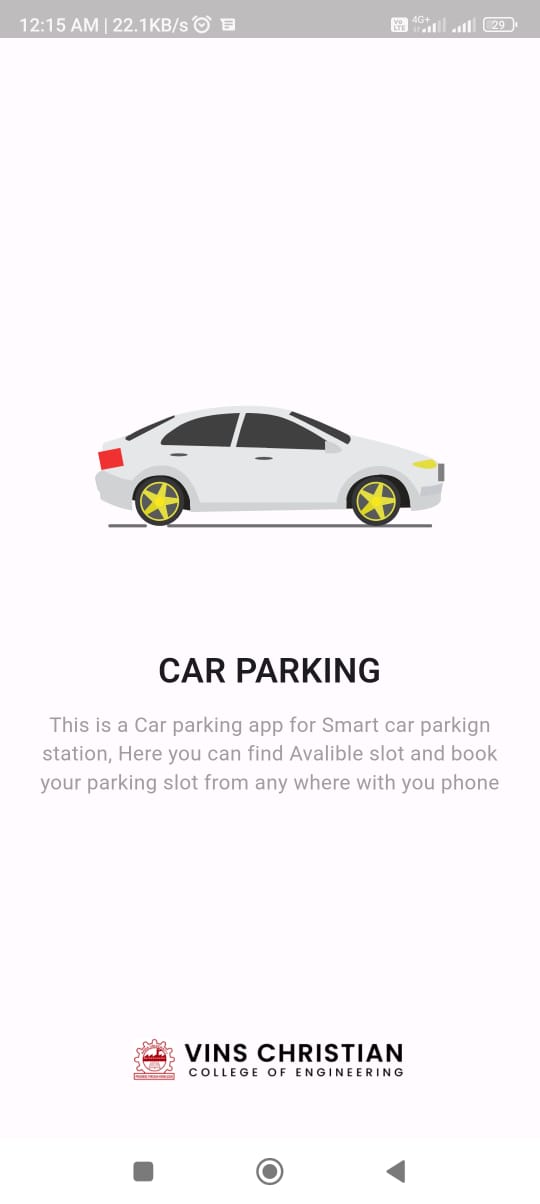 12:15 AM | 22.1KB/s
Vo LTE 4G+ 29
CAR PARKING
This is a Car parking app for Smart car parkign
station, Here you can find Avalible slot and book
your parking slot from any where with you phone
VINS CHRISTIAN
COLLEGE OF ENGINEERING